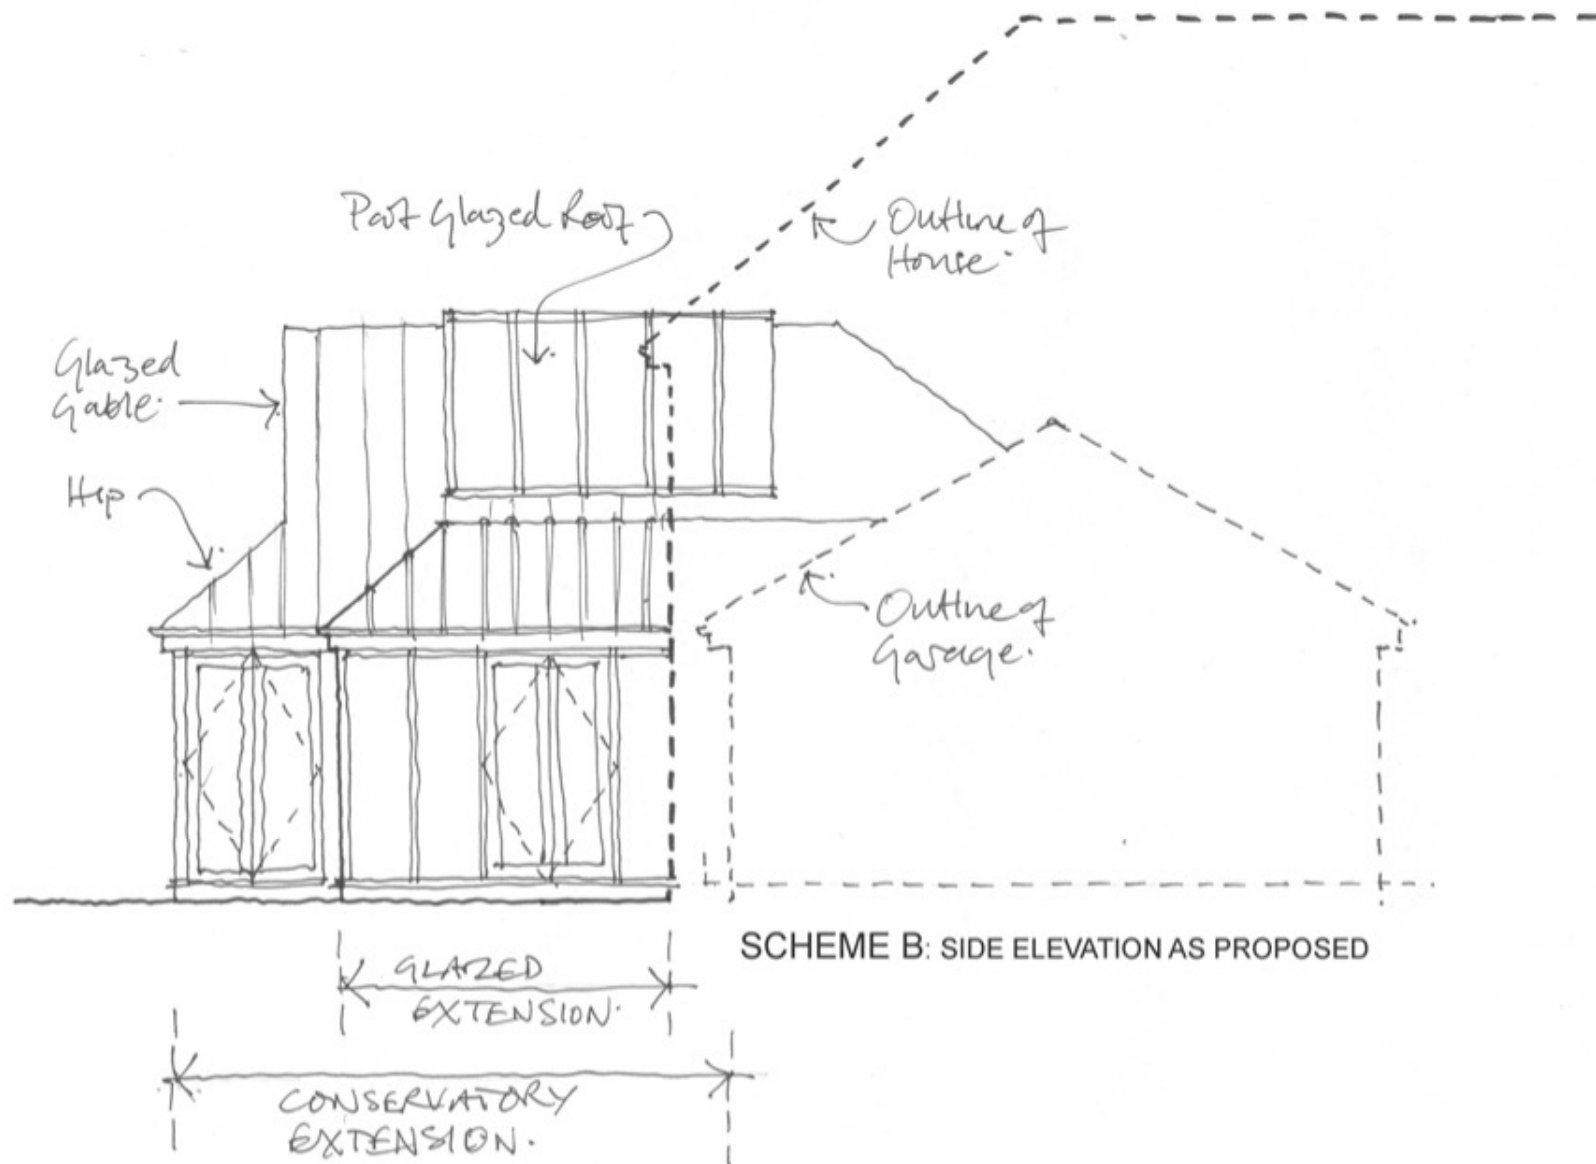 Part Glazed Roof
Outline of
House.
Glazed
Gable.
Hip
Outline of
Garage.
SCHEME B: SIDE ELEVATION AS PROPOSED
GLAZED
EXTENSION.
CONSERVATORY
EXTENSION.